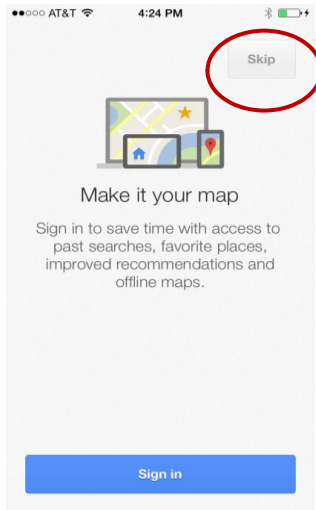 AT&T 4:24 PM
Skip
Make it your map
Sign in to save time with access to
past searches, favorite places,
improved recommendations and
offline maps.
Sign in